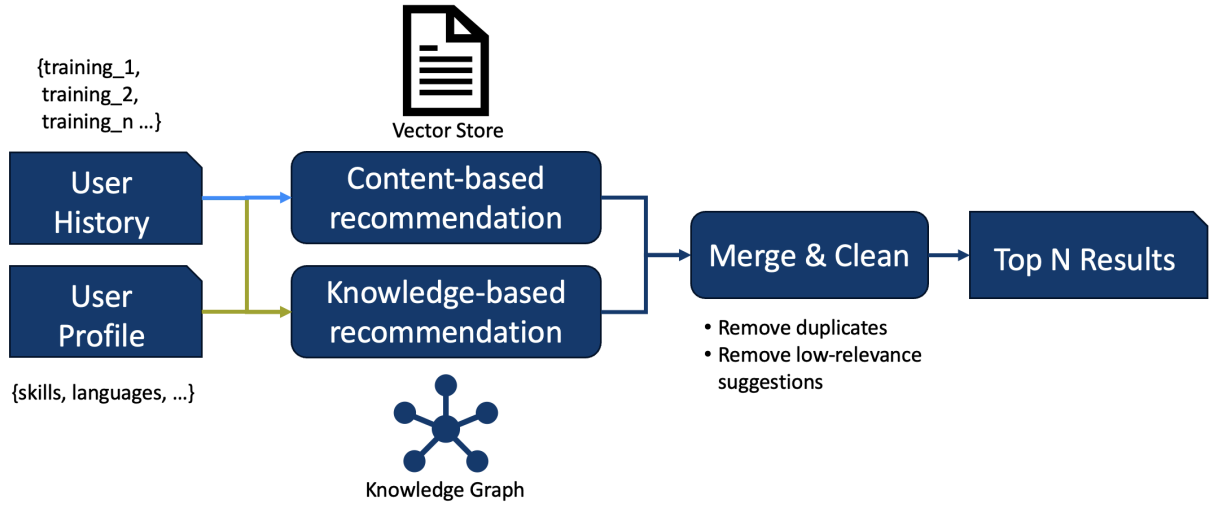 {training_1,
training_2,
training_n ...}
User
History
User
Profile
{skills, languages, ...}
Vector Store
Content-based
recommendation
Knowledge-based
recommendation
Knowledge Graph
Merge & Clean
• Remove duplicates
• Remove low-relevance
suggestions
Top N Results